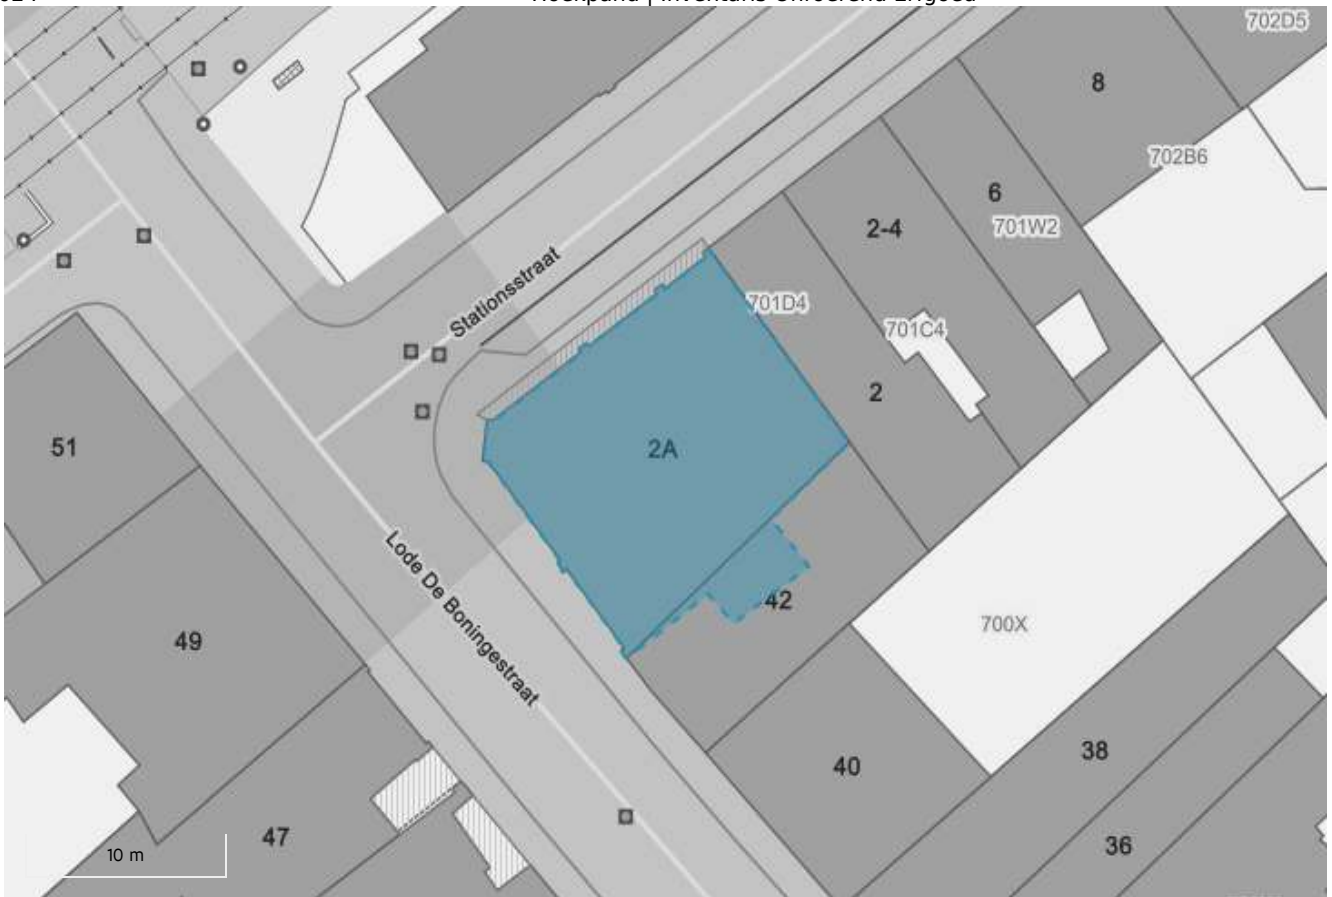 Hoekpand | Inventaris Onroerend Erfgoed
702D5
8
702B6
6
2-4
701W2
Stationsstraat
701D4
701C4
2
51
2A
Lode De Boningestraat
42
700X
49
38
40
47
36
10 m